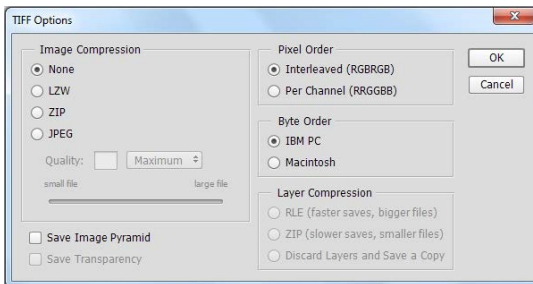 TIFF Options
Image Compression
None
LZW
ZIP
JPEG
Quality:
Maximum
small file
large file
Save Image Pyramid
Save Transparency
Pixel Order
Interleaved (RGBRGB)
Per Channel (RRGGBB)
Byte Order
IBM PC
Macintosh
Layer Compression
RLE (faster saves, bigger files)
ZIP (slower saves, smaller files)
Discard Layers and Save a Copy
OK
Cancel